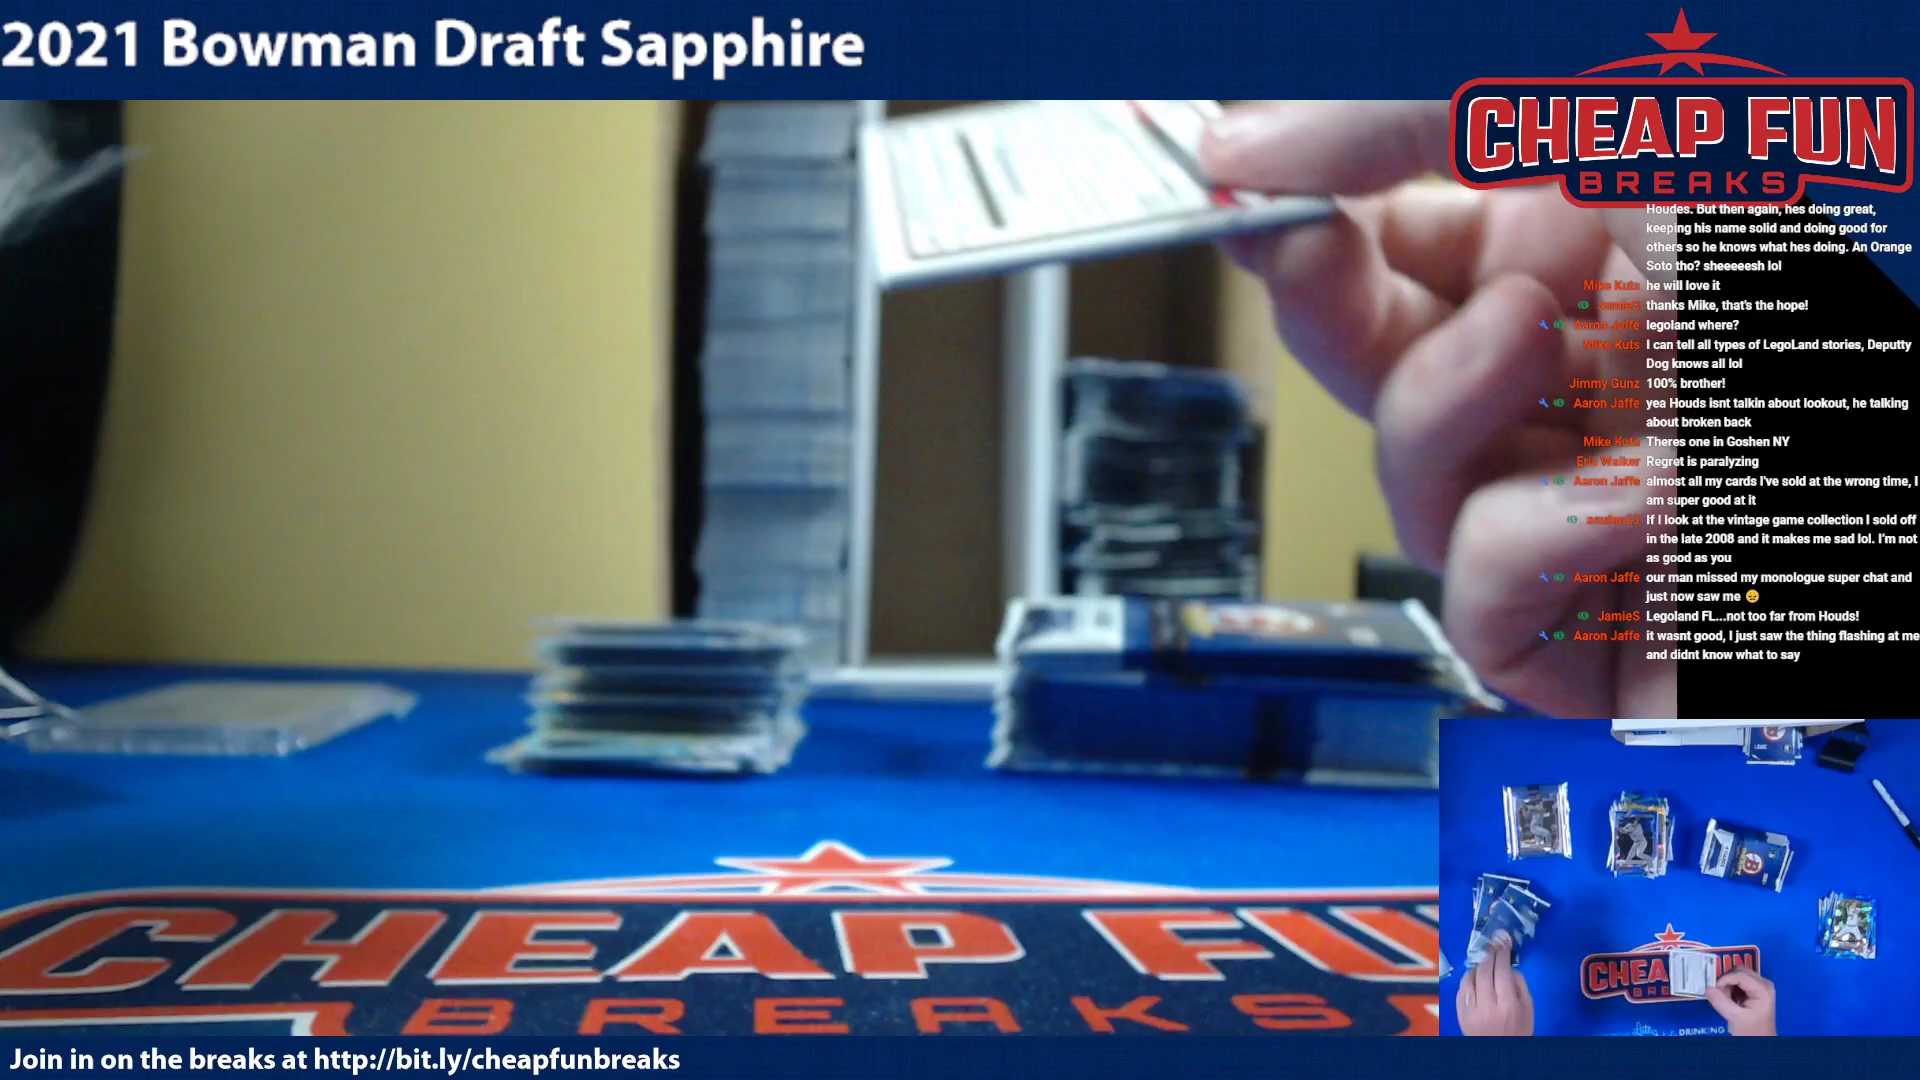 2021 Bowman Draft Sapphire
CHEAP FUN
BREAKS
Houdes. But then again, hes doing great,
keeping his name solid and doing good for
others so he knows what hes doing. An Orange
Soto tho? sheeeeesh lol
Mike Kuts he will love it
JamieS thanks Mike, that's the hope!
Aaron Jaffe legoland where?
Mike Kuts I can tell all types of LegoLand stories, Deputty
Dog knows all lol
Jimmy Gunz 100% brother!
Aaron Jaffe yea Houds isnt talkin about lookout, he talking
about broken back
Mike Kuts Theres one in Goshen NY
Eric Walker Regret is paralyzing
Aaron Jaffe almost all my cards I've sold at the wrong time, I
am super good at it
If I look at the vintage game collection I sold off
in the late 2008 and it makes me sad lol. I'm not
as good as you
Aaron Jaffe our man missed my monologue super chat and
just now saw me 😔
JamieS Legoland FL...not too far from Houds!
Aaron Jaffe it wasnt good, I just saw the thing flashing at me
and didnt know what to say
CHEAP FU
BREAKS
CHEA UN
BRE
DRINKING
Join in on the breaks at http://bit.ly/cheapfunbreaks